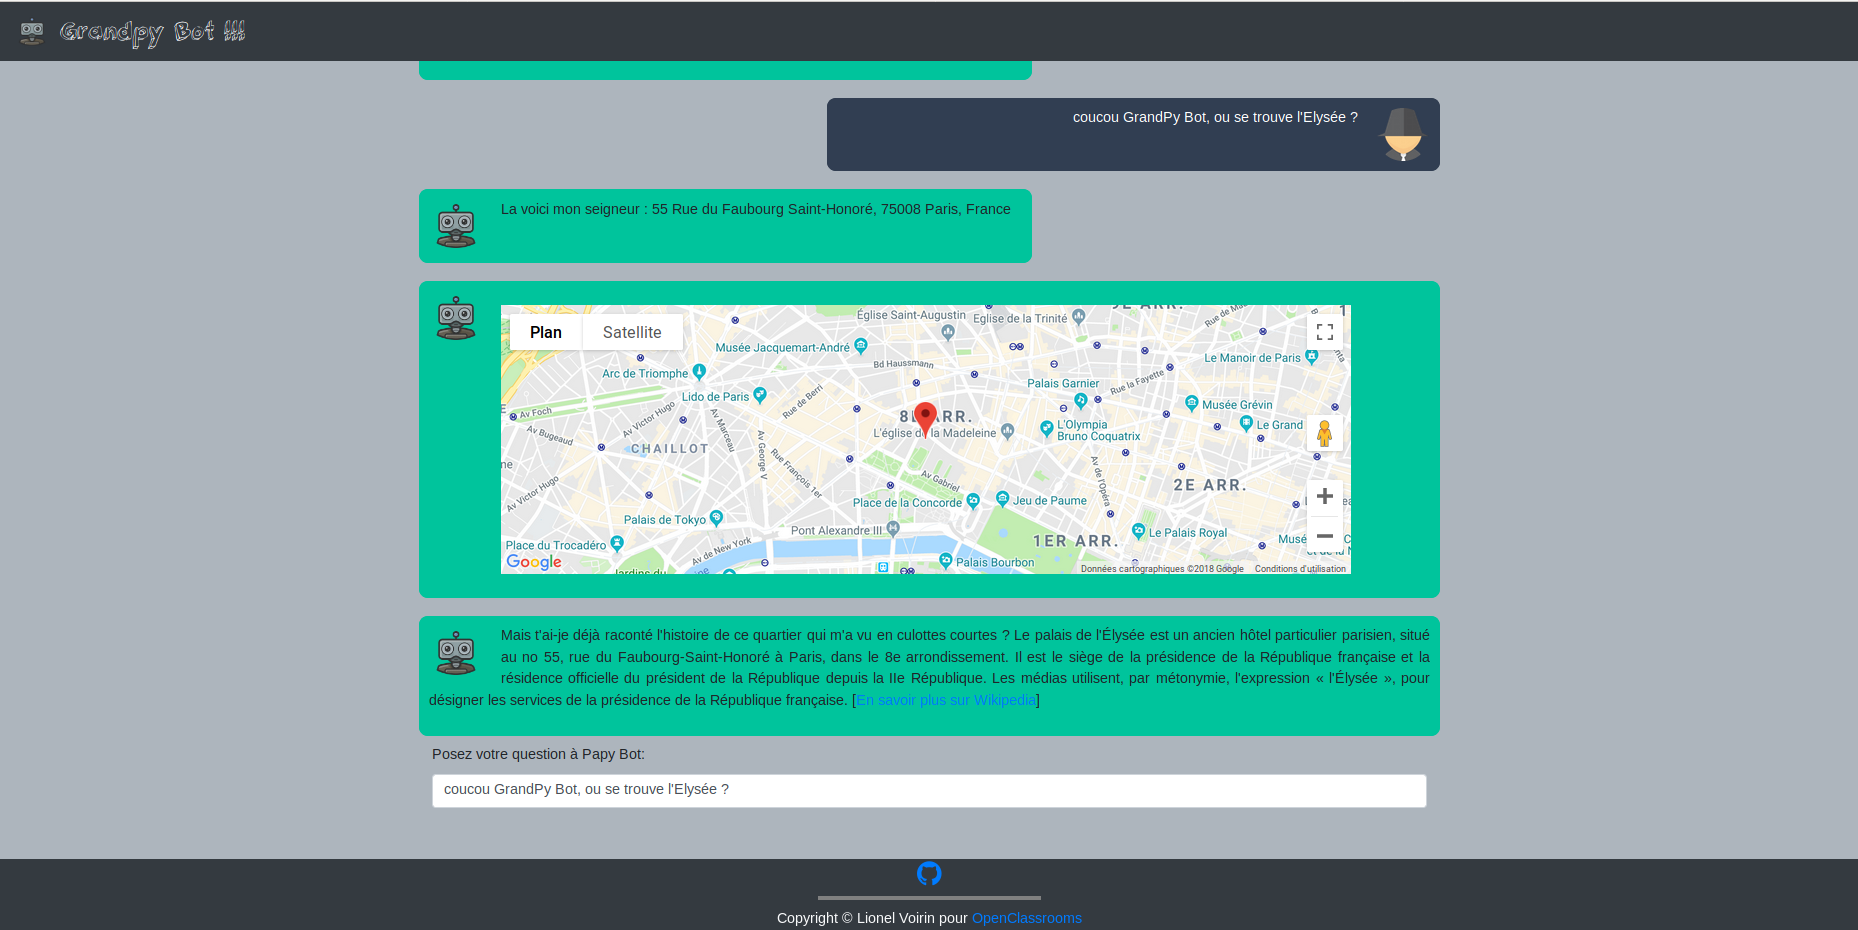 Grandpy Bot !!!
coucou GrandPy Bot, ou se trouve l'Elysée ?
La voici mon seigneur : 55 Rue du Faubourg Saint-Honoré, 75008 Paris, France
Plan
Satellite
Église Saint-Augustin
Eglise de la Trinité
Rue de Mau
Musée Jacquemart-André
Bd Haussmann
Le Manoir de Paris
Arc de Triomphe
Palais Garnier
Rue la Fayette
Lido de Paris
Rue de Berri
Musée Grévin
Av Foch
Av Victor Hugo
Av Marceau
8E ARR.
L'Olympia
Bruno Coquatrix
Le Grand
Av Bugeaud
L'église de la Madeleine
CHAILLOT
Av George V
Rue François 1er
Av Gabriel
Av de l'Opéra
2E ARR.
Av Victor Hugo
Place de la Concorde
Jeu de Paume
Palais de Tokyo
Pont Alexandre III
1ER ARR.
Le Palais Royal
Place du Trocadéro
Av de New York
Google
Palais Bourbon
Jardins du
Données cartographiques ©2018 Google
Conditions d'utilisation
Mais t'ai-je déjà raconté l'histoire de ce quartier qui m'a vu en culottes courtes ? Le palais de l'Élysée est un ancien hôtel particulier parisien, situé
au no 55, rue du Faubourg-Saint-Honoré à Paris, dans le 8e arrondissement. Il est le siège de la présidence de la République française et la
résidence officielle du président de la République depuis la IIe République. Les médias utilisent, par métonymie, l'expression « l'Élysée », pour
désigner les services de la présidence de la République française. [En savoir plus sur Wikipedia]
Posez votre question à Papy Bot:
coucou GrandPy Bot, ou se trouve l'Elysée ?
Copyright © Lionel Voirin pour OpenClassrooms